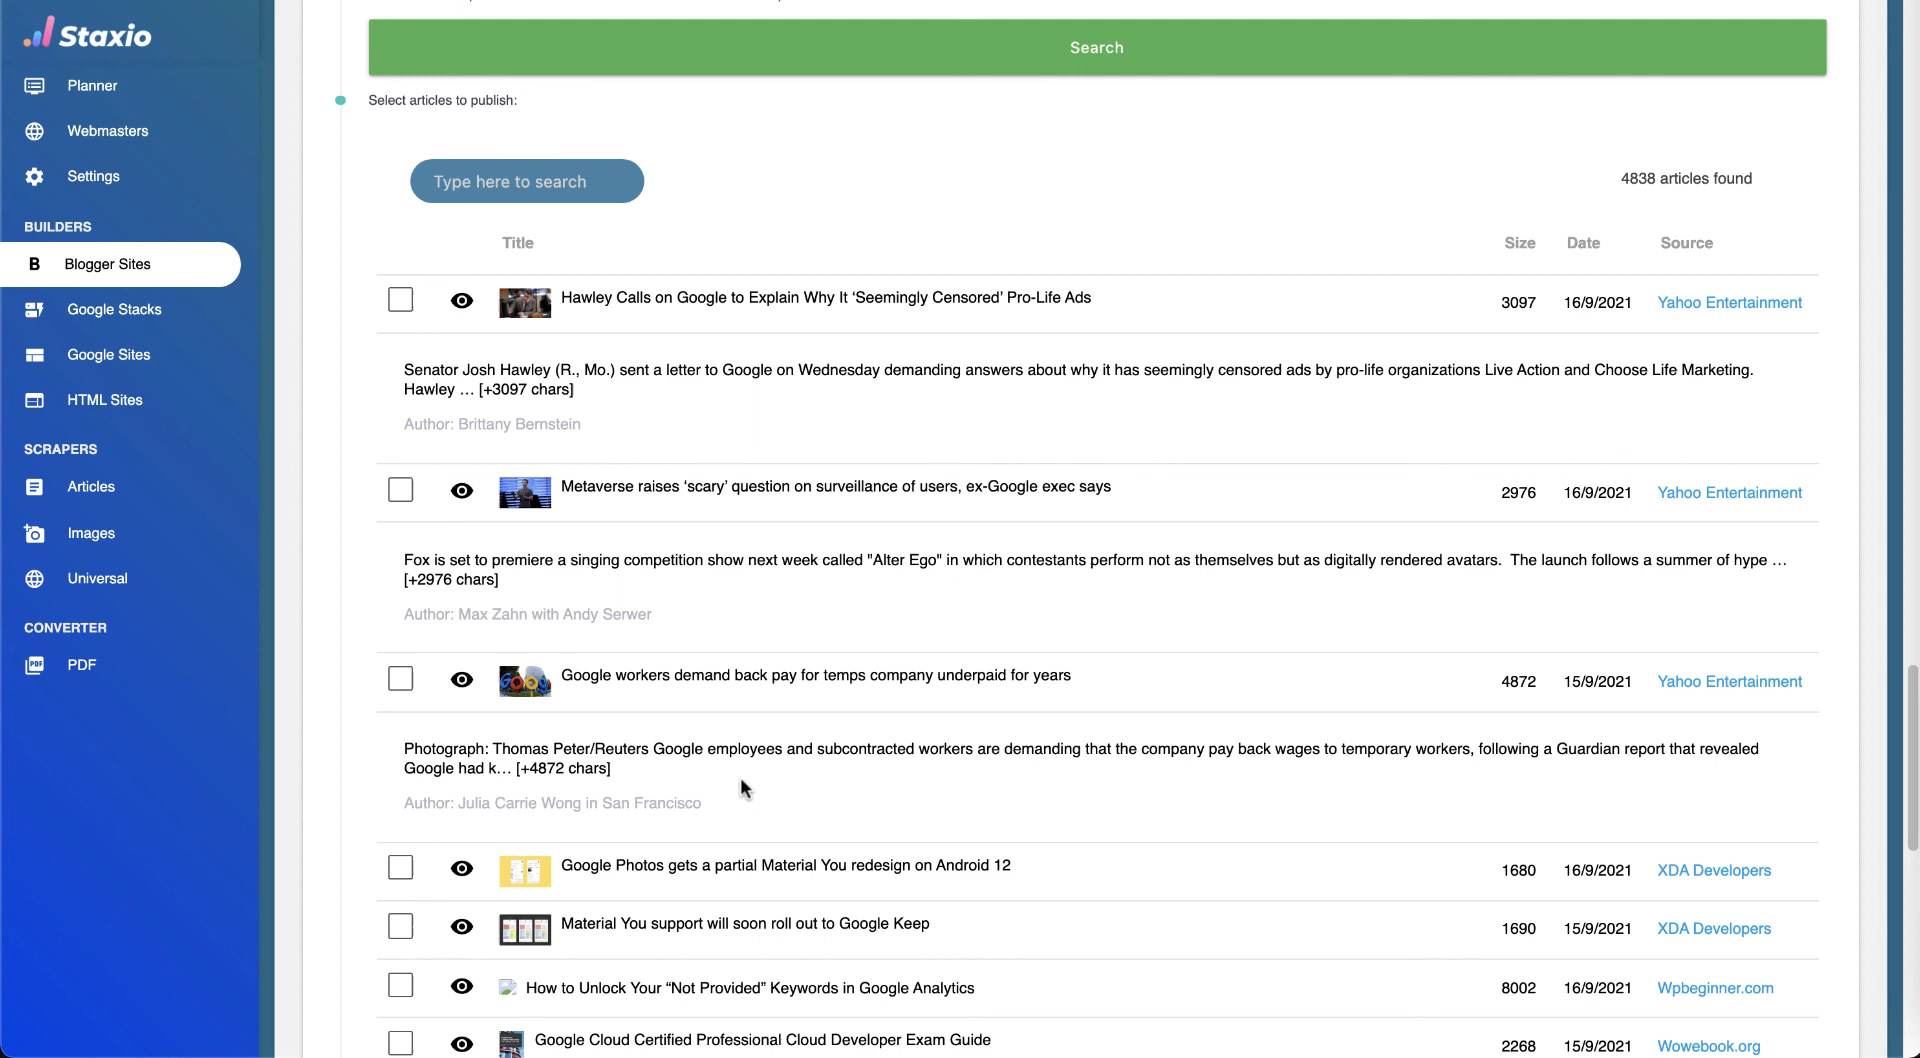 Staxio
Planner
Webmasters
Settings
BUILDERS
B Blogger Sites
Google Stacks
Google Sites
HTML Sites
SCRAPERS
Articles
Images
Universal
CONVERTER
PDF PDF
Search
Select articles to publish:
Type here to search
4838 articles found
Title Size Date Source
Hawley Calls on Google to Explain Why It ‘Seemingly Censored’ Pro-Life Ads 3097 16/9/2021 Yahoo Entertainment
Senator Josh Hawley (R., Mo.) sent a letter to Google on Wednesday demanding answers about why it has seemingly censored ads by pro-life organizations Live Action and Choose Life Marketing.
Hawley … [+3097 chars]
Author: Brittany Bernstein
Metaverse raises ‘scary’ question on surveillance of users, ex-Google exec says 2976 16/9/2021 Yahoo Entertainment
Fox is set to premiere a singing competition show next week called "Alter Ego" in which contestants perform not as themselves but as digitally rendered avatars. The launch follows a summer of hype …
[+2976 chars]
Author: Max Zahn with Andy Serwer
Google workers demand back pay for temps company underpaid for years 4872 15/9/2021 Yahoo Entertainment
Photograph: Thomas Peter/Reuters Google employees and subcontracted workers are demanding that the company pay back wages to temporary workers, following a Guardian report that revealed
Google had k… [+4872 chars]
Author: Julia Carrie Wong in San Francisco
Google Photos gets a partial Material You redesign on Android 12 1680 16/9/2021 XDA Developers
Material You support will soon roll out to Google Keep 1690 15/9/2021 XDA Developers
How to Unlock Your “Not Provided” Keywords in Google Analytics 8002 16/9/2021 Wpbeginner.com
Google Cloud Certified Professional Cloud Developer Exam Guide 2268 15/9/2021 Wowebook.org